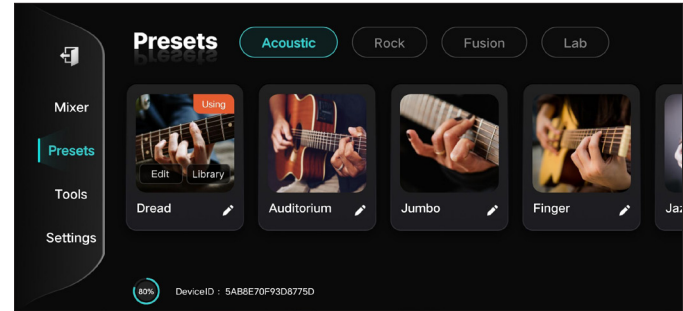 Presets
Acoustic
Rock
Fusion
Lab
Mixer
Presets
Tools
Settings
Using
Edit
Library
Dread
Auditorium
Jumbo
Finger
80%
DeviceID : 5AB8E70F93D8775D